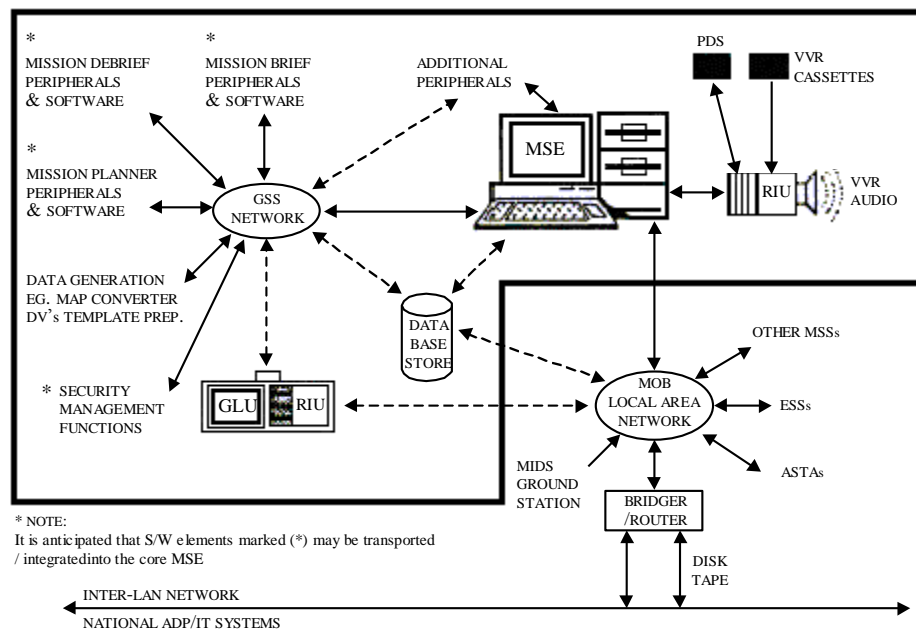 *
MISSION DEBRIEF
PERIPHERALS
& SOFTWARE
*
MISSION BRIEF
PERIPHERALS
& SOFTWARE
ADDITIONAL
PERIPHERALS
PDS
VVR
CASSETTES
*
MISSION PLANNER
PERIPHERALS
& SOFTWARE
GSS
NETWORK
MSE
RIU
VVR
AUDIO
DATA GENERATION
EG. MAP CONVERTER
DV's TEMPLATE PREP.
DATA
BASE
STORE
* SECURITY
MANAGEMENT
FUNCTIONS
GLU
RIU
OTHER MSSs
MOB
LOCAL AREA
NETWORK
ESSs
ASTAs
MIDS
GROUND
STATION
BRIDGER
/ROUTER
DISK
TAPE
* NOTE:
It is anticipated that S/W elements marked (*) may be transported
/ integratedinto the core MSE
INTER-LAN NETWORK
NATIONAL ADP/IT SYSTEMS